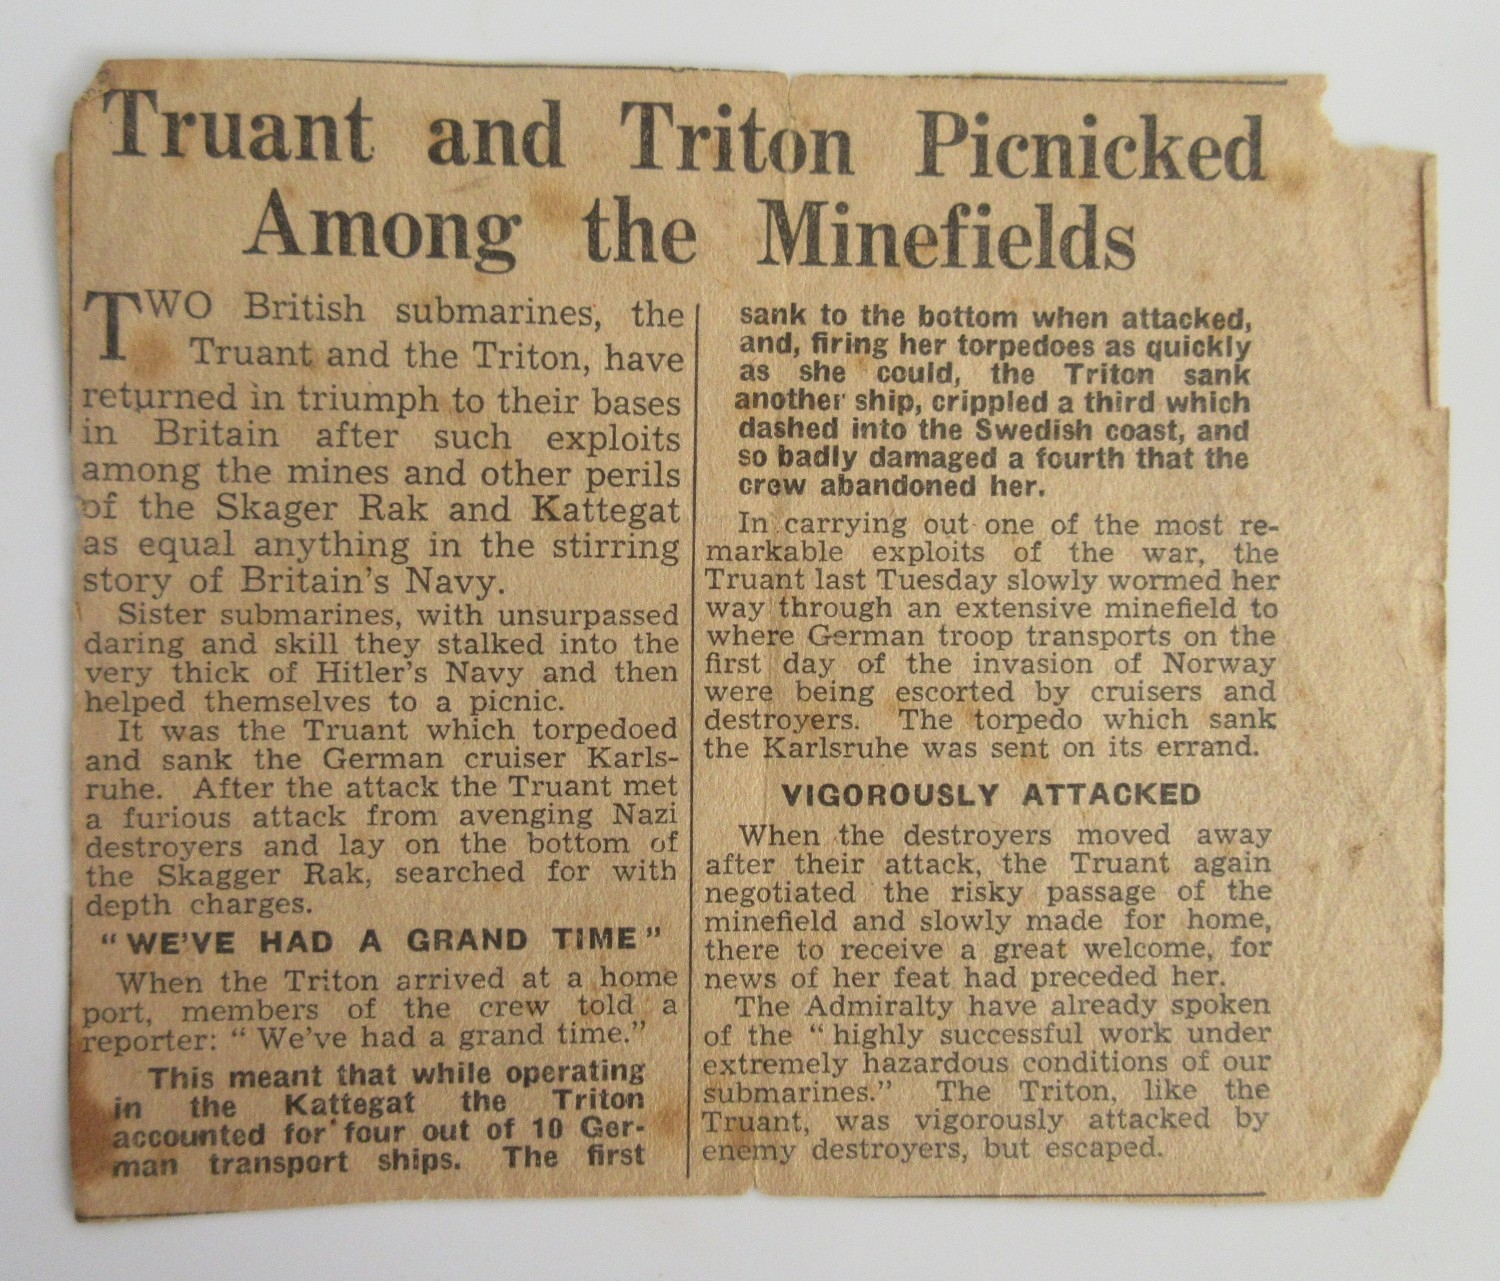 Truant and Triton Picnicked
Among the Minefields
TWO British submarines, the
Truant and the Triton, have
returned in triumph to their bases
in Britain after such exploits
among the mines and other perils
of the Skager Rak and Kattegat
as equal anything in the stirring
story of Britain's Navy.
Sister submarines, with unsurpassed
daring and skill they stalked into the
very thick of Hitler's Navy and then
helped themselves to a picnic.
It was the Truant which torpedoed
and sank the German cruiser Karls-
ruhe. After the attack the Truant met
a furious attack from avenging Nazi
destroyers and lay on the bottom of
the Skagger Rak, searched for with
depth charges.
"WE'VE HAD A GRAND TIME"
When the Triton arrived at a home
port, members of the crew told a
reporter: "We've had a grand time."
This meant that while operating
in the Kattegat the Triton
accounted for four out of 10 Ger-
man transport ships. The first
sank to the bottom when attacked,
and, firing her torpedoes as quickly
as she could, the Triton sank
another ship, crippled a third which
dashed into the Swedish coast, and
so badly damaged a fourth that the
crew abandoned her.
In carrying out one of the most re-
markable exploits of the war, the
Truant last Tuesday slowly wormed her
way through an extensive minefield to
where German troop transports on the
first day of the invasion of Norway
were being escorted by cruisers and
destroyers. The torpedo which sank
the Karlsruhe was sent on its errand.
VIGOROUSLY ATTACKED
When the destroyers moved away
after their attack, the Truant again
negotiated the risky passage of the
minefield and slowly made for home,
there to receive a great welcome, for
news of her feat had preceded her.
The Admiralty have already spoken
of the "highly successful work under
extremely hazardous conditions of our
submarines." The Triton, like the
Truant, was vigorously attacked by
enemy destroyers, but escaped.